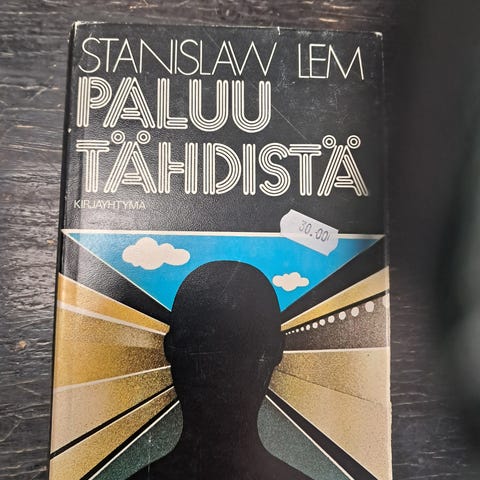 STANISLAW LEM
PALUU
TÄHDISTÄ
KIRJAYHTYMÄ
30.00